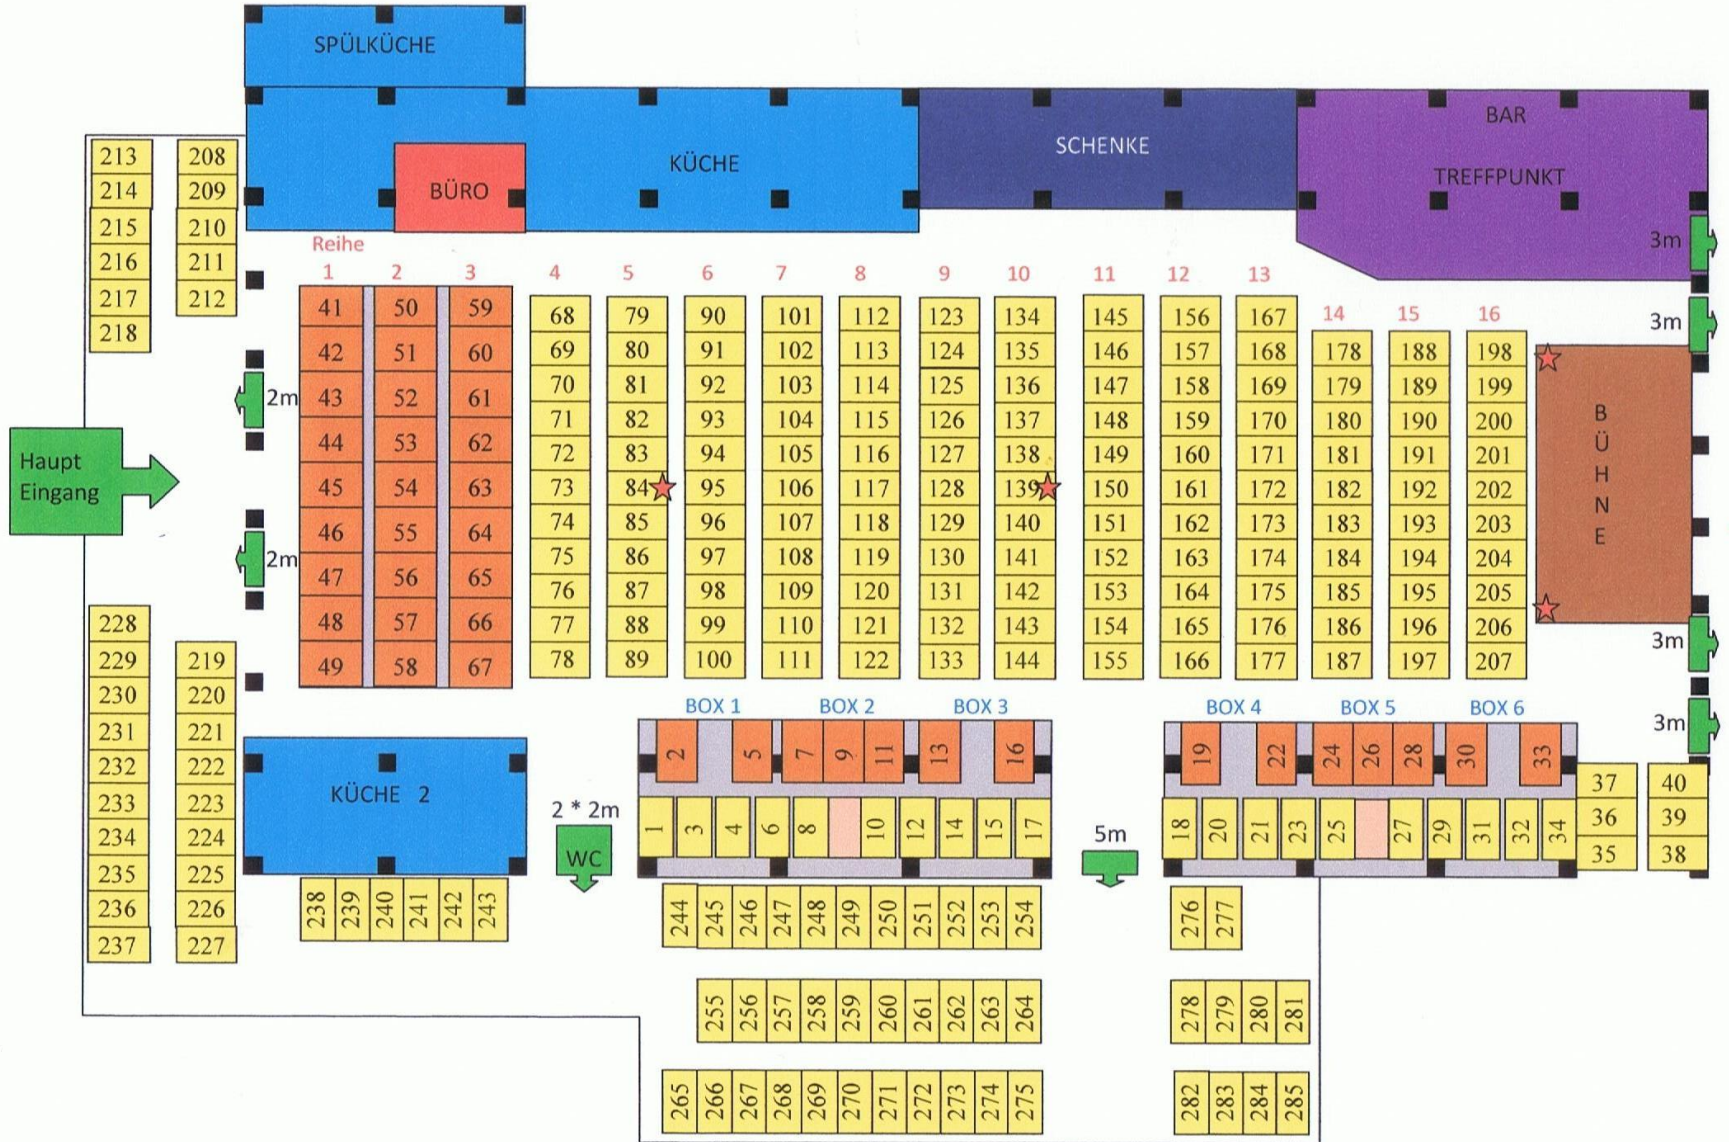 SPÜLKÜCHE
KÜCHE
BÜRO
SCHENKE
BAR
TREFFPUNKT
213 208
214 209
215 210
216 211
217 212
218
3m
3m
Reihe
1 2 3 4 5 6 7 8 9 10 11 12 13
14 15 16
41 50 59
42 51 60
43 52 61
44 53 62
45 54 63
46 55 64
47 56 65
48 57 66
49 58 67
68 79 90 101 112 123 134 145 156 167
69 80 91 102 113 124 135 146 157 168 178 188 198
70 81 92 103 114 125 136 147 158 169 179 189 199
71 82 93 104 115 126 137 148 159 170 180 190 200
72 83 94 105 116 127 138 149 160 171 181 191 201
73 84 95 106 117 128 139 150 161 172 182 192 202
74 85 96 107 118 129 140 151 162 173 183 193 203
75 86 97 108 119 130 141 152 163 174 184 194 204
76 87 98 109 120 131 142 153 164 175 185 195 205
77 88 99 110 121 132 143 154 165 176 186 196 206
78 89 100 111 122 133 144 155 166 177 187 197 207
2m
Haupt
Eingang
2m
B
Ü
H
N
E
3m
3m
228
229 219
230 220
231 221
232 222
233 223
234 224
235 225
236 226
237 227
KÜCHE 2
238 239 240 241 242 243
2 * 2m
WC
BOX 1 BOX 2 BOX 3
2 5 7 9 11 13 16
1 3 4 6 8 10 12 14 15 17
5m
BOX 4 BOX 5 BOX 6
19 22 24 26 28 30 33
18 20 21 23 25 27 29 31 32 34
37 40
36 39
35 38
244 245 246 247 248 249 250 251 252 253 254
276 277
255 256 257 258 259 260 261 262 263 264
278 279 280 281
265 266 267 268 269 270 271 272 273 274 275
282 283 284 285